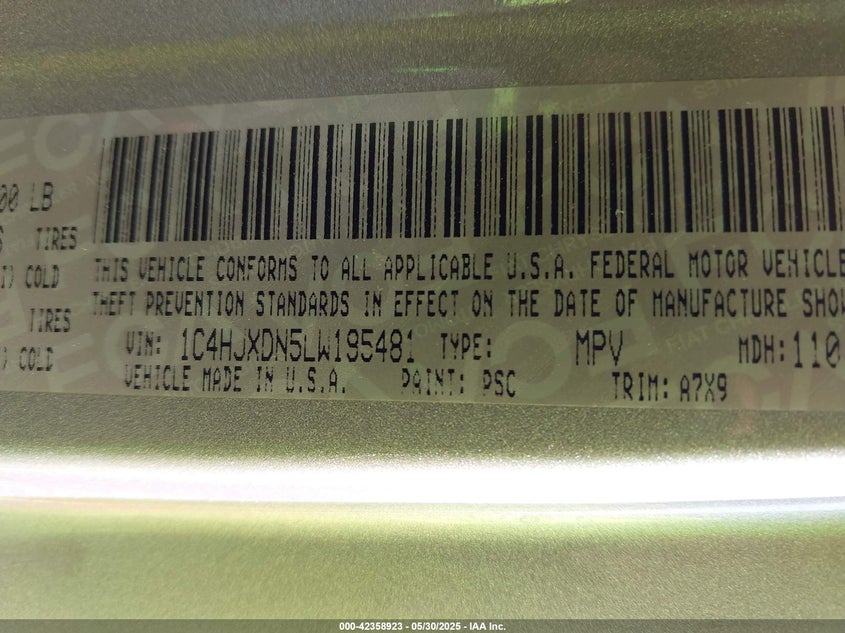 00 LB
TIRES
COLD
TIRES
) COLD
THIS VEHICLE CONFORMS TO ALL APPLICABLE U.S.A. FEDERAL MOTOR VEHICLE
THEFT PREVENTION STANDARDS IN EFFECT ON THE DATE OF MANUFACTURE SHOW
VIN: 1C4HJXDN5LW195481 TYPE: MPV MDH:110
VEHICLE MADE IN U.S.A. PAINT: PSC TRIM: A7X9
000-42358923 - 05/30/2025 - IAA Inc.